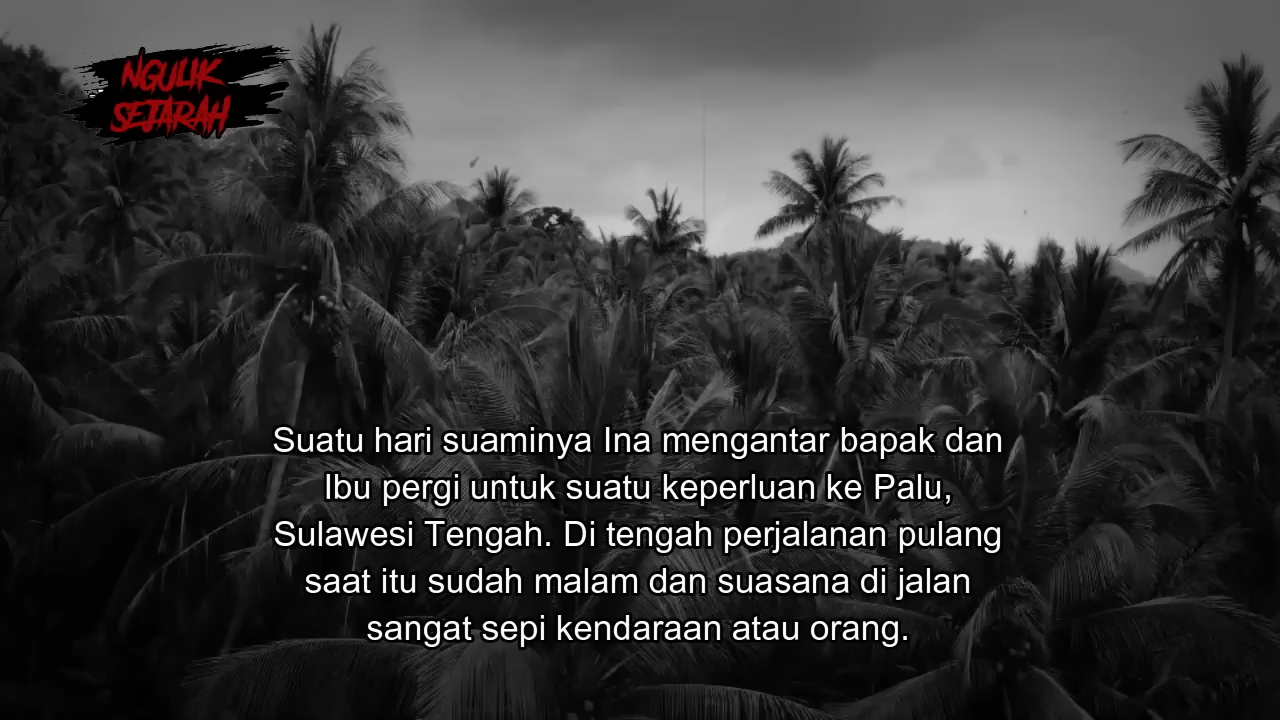 NGULIK
SEJARAH
Suatu hari suaminya Ina mengantar bapak dan
Ibu pergi untuk suatu keperluan ke Palu,
Sulawesi Tengah. Di tengah perjalanan pulang
saat itu sudah malam dan suasana di jalan
sangat sepi kendaraan atau orang.